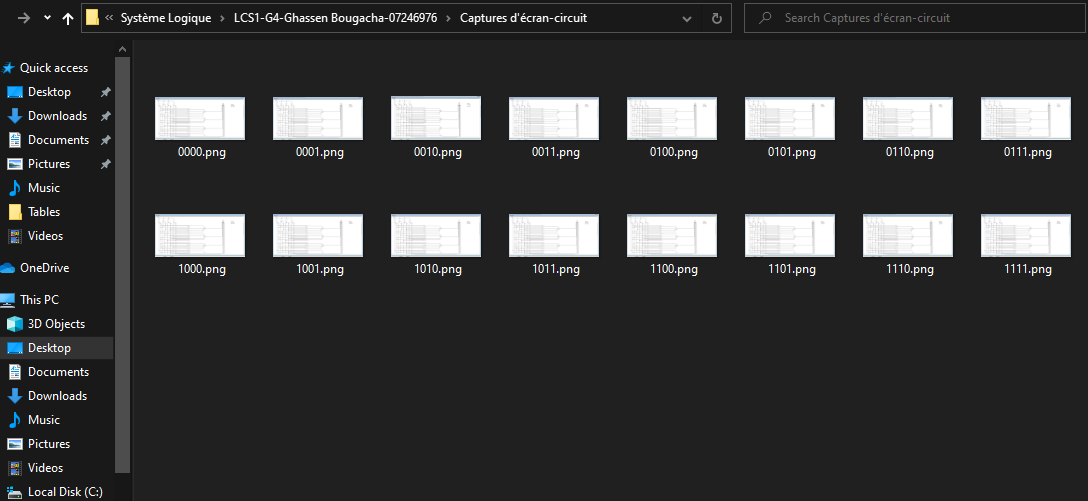 Système Logique > LCS1-G4-Ghassen Bougacha-07246976 > Captures d'écran-circuit
Search Captures d'écran-circuit
Quick access
Desktop
Downloads
Documents
Pictures
Music
Tables
Videos
OneDrive
This PC
3D Objects
Desktop
Documents
Downloads
Music
Pictures
Videos
Local Disk (C:)
0000.png 0001.png 0010.png 0011.png 0100.png 0101.png 0110.png 0111.png
1000.png 1001.png 1010.png 1011.png 1100.png 1101.png 1110.png 1111.png